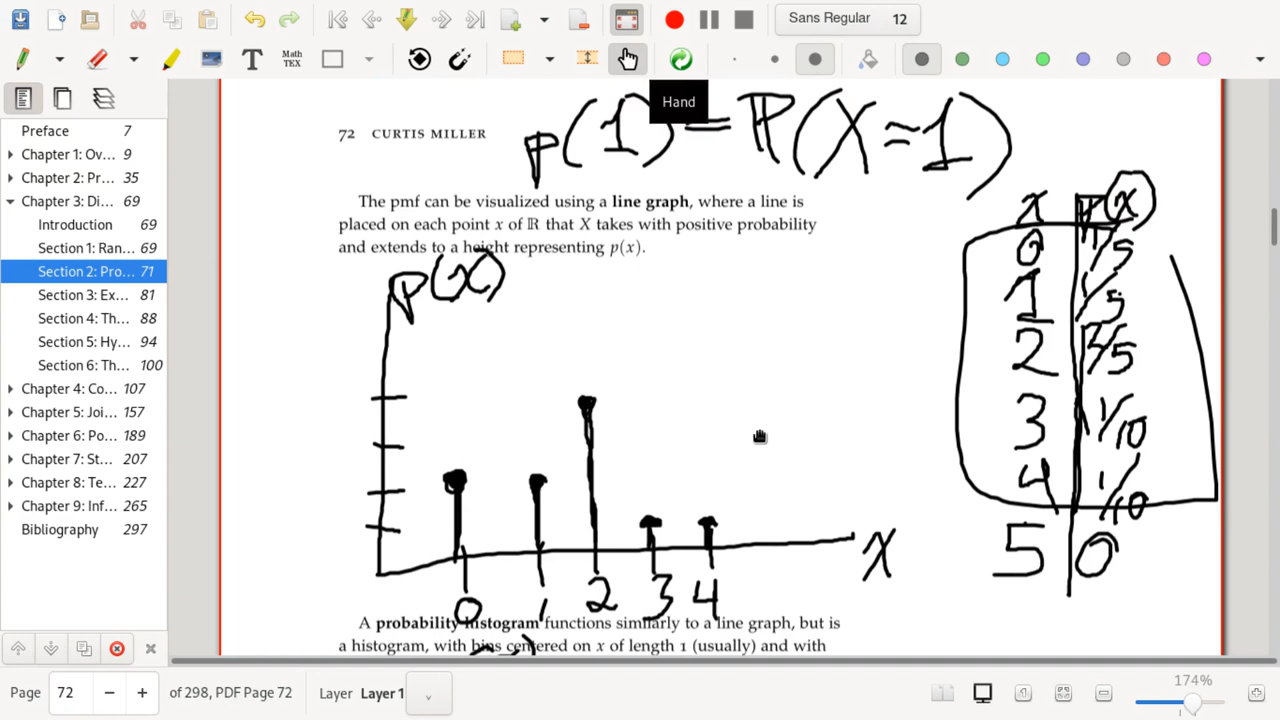 Sans Regular 12
T Math TEX
Hand
Preface 7
Chapter 1: Ov... 9
Chapter 2: Pr... 35
Chapter 3: Di... 69
Introduction 69
Section 1: Ran... 69
Section 2: Pro... 71
Section 3: Ex... 81
Section 4: Th... 88
Section 5: Hy... 94
Section 6: Th... 100
Chapter 4: Co... 107
Chapter 5: Joi... 157
Chapter 6: Po... 189
Chapter 7: St... 207
Chapter 8: Te... 227
Chapter 9: Inf... 265
Bibliography 297
72 CURTIS MILLER
p(1) = ℙ(X=1)
The pmf can be visualized using a line graph, where a line is
placed on each point x of ℝ that X takes with positive probability
and extends to a height representing p(x).
p(x)
0 1 2 3 4 x
x
0 1/5
1 1/5
2 2/5
3 1/10
4 1/10
5 0
A probability histogram functions similarly to a line graph, but is
a histogram, with bins centered on x of length 1 (usually) and with
Page 72 of 298, PDF Page 72 Layer Layer 1 174%